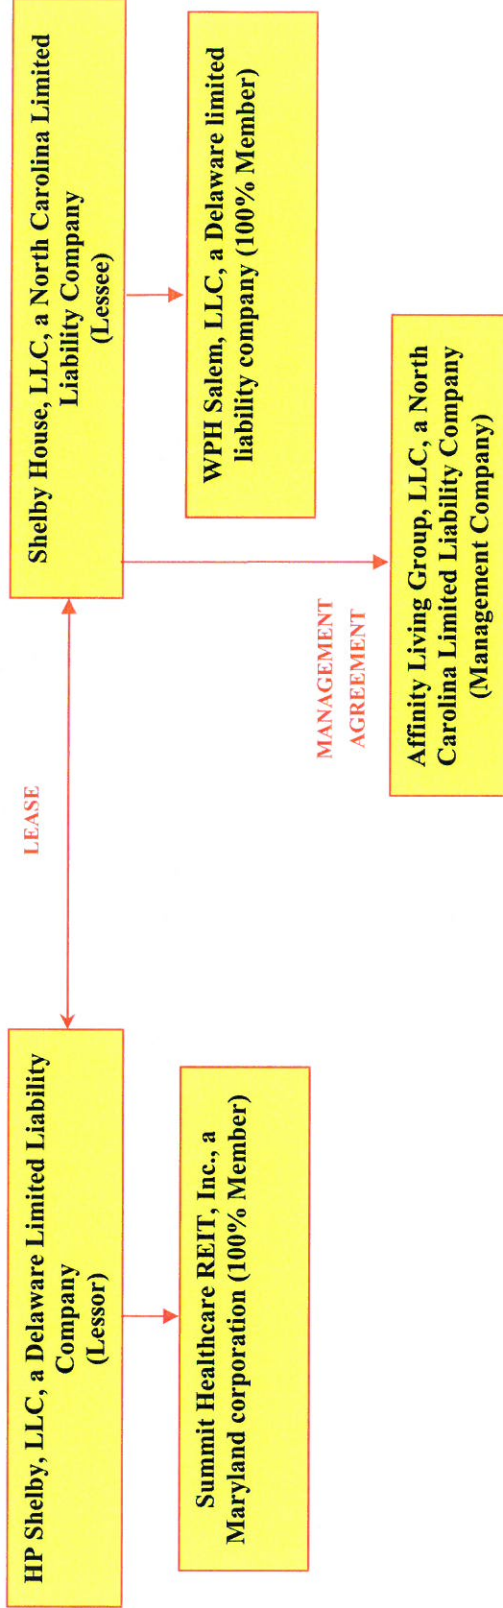 HP Shelby, LLC, a Delaware Limited Liability
Company
(Lessor)
Summit Healthcare REIT, Inc., a
Maryland corporation (100% Member)
LEASE
Shelby House, LLC, a North Carolina Limited
Liability Company
(Lessee)
WPH Salem, LLC, a Delaware limited
liability company (100% Member)
MANAGEMENT
AGREEMENT
Affinity Living Group, LLC, a North
Carolina Limited Liability Company
(Management Company)